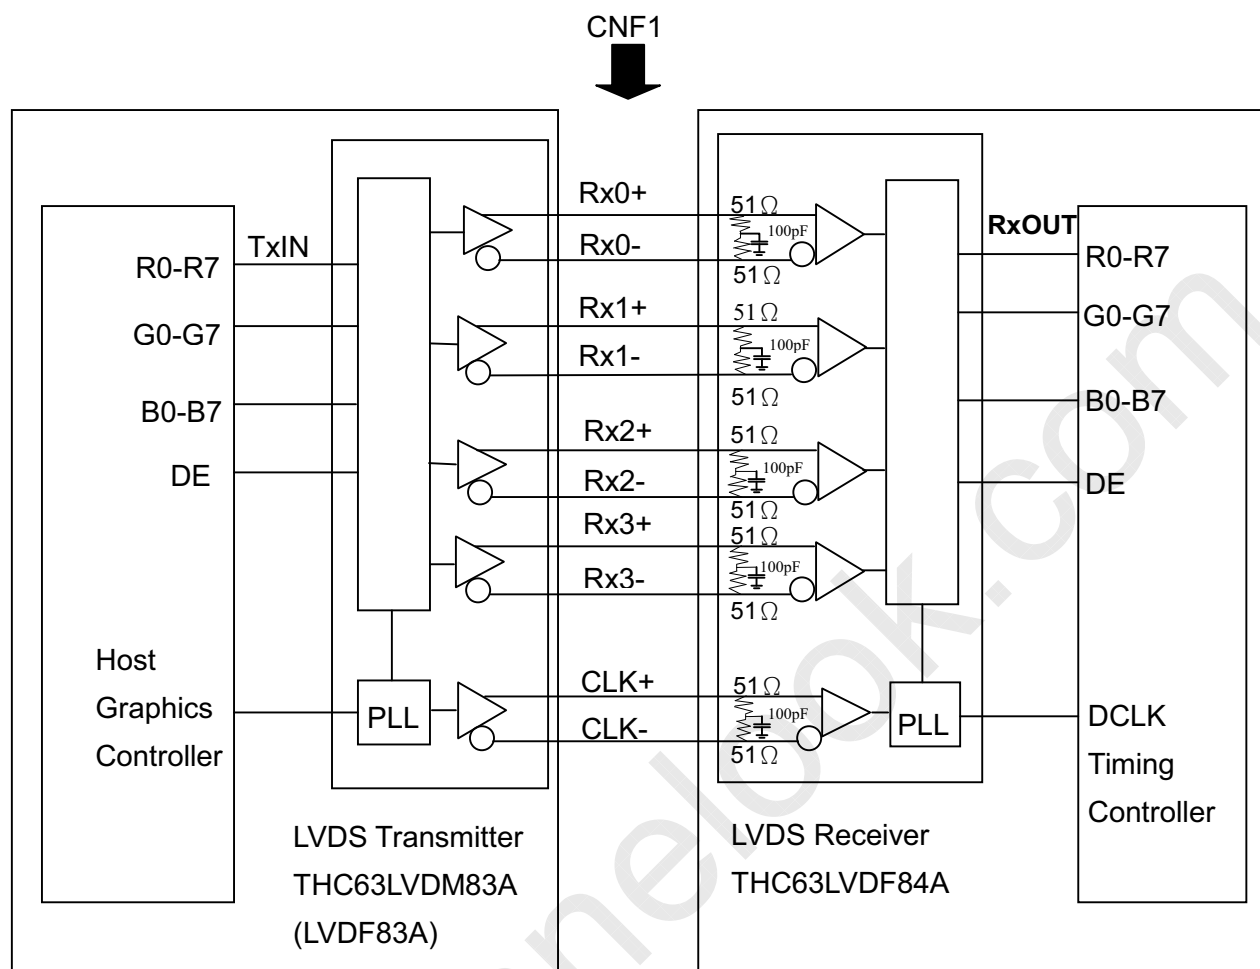 CNF1
Host
Graphics
Controller
R0-R7
G0-G7
B0-B7
DE
TxIN
PLL
LVDS Transmitter
THC63LVDM83A
(LVDF83A)
Rx0+
Rx0-
Rx1+
Rx1-
Rx2+
Rx2-
Rx3+
Rx3-
CLK+
CLK-
51Ω
100pF
51Ω
51Ω
100pF
51Ω
51Ω
100pF
51Ω
51Ω
100pF
51Ω
51Ω
100pF
51Ω
PLL
LVDS Receiver
THC63LVDF84A
RxOUT
R0-R7
G0-G7
B0-B7
DE
DCLK
Timing
Controller
nelook.com